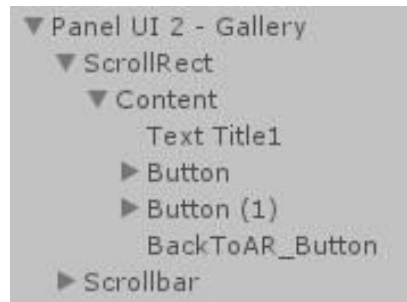 Panel UI 2 - Gallery
ScrollRect
Content
Text Title1
Button
Button (1)
BackToAR_Button
Scrollbar